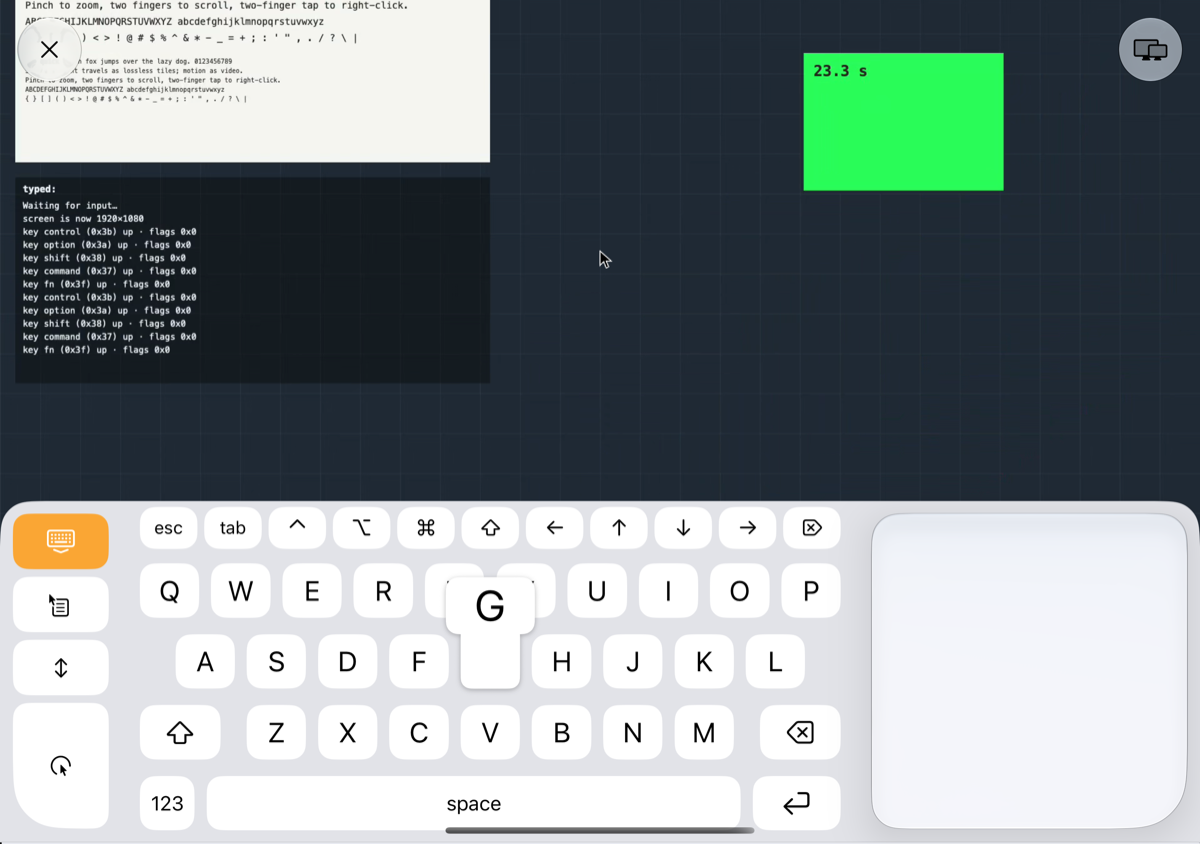 Pinch to zoom, two fingers to scroll, two-finger tap to right-click.
HIJKLMNOPQRSTUVWXYZ abcdefghijklmnopqrstuvwxyz
) < > ! @ # $ % ^ & * - _ = + ; : ' " , . / ? \ |
fox jumps over the lazy dog. 0123456789
travels as lossless tiles; motion as video.
Pinch to zoom, two fingers to scroll, two-finger tap to right-click.
ABCDEFGHIJKLMNOPQRSTUVWXYZ abcdefghijklmnopqrstuvwxyz
{ } [ ] ( ) < > ! @ # $ % ^ & * - _ = + ; : ' " , . / ? \ |
23.3 s
typed:
Waiting for input…
screen is now 1920×1080
key control (0x3b) up · flags 0x0
key option (0x3a) up · flags 0x0
key shift (0x38) up · flags 0x0
key command (0x37) up · flags 0x0
key fn (0x3f) up · flags 0x0
key control (0x3b) up · flags 0x0
key option (0x3a) up · flags 0x0
key shift (0x38) up · flags 0x0
key command (0x37) up · flags 0x0
key fn (0x3f) up · flags 0x0
esc tab ^ ⌥ ⌘ ⇧ ← ↑ ↓ → ⌦
Q W E R U I O P
G
A S D F H J K L
Z X C V B N M
123 space